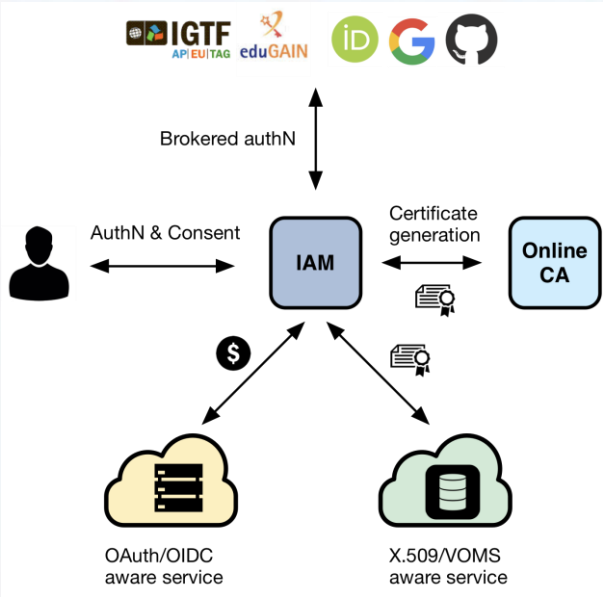 IGTF
AP|EU|TAG
eduGAIN
iD
G
Brokered authN
AuthN & Consent
IAM
Certificate
generation
Online
CA
$
OAuth/OIDC
aware service
X.509/VOMS
aware service